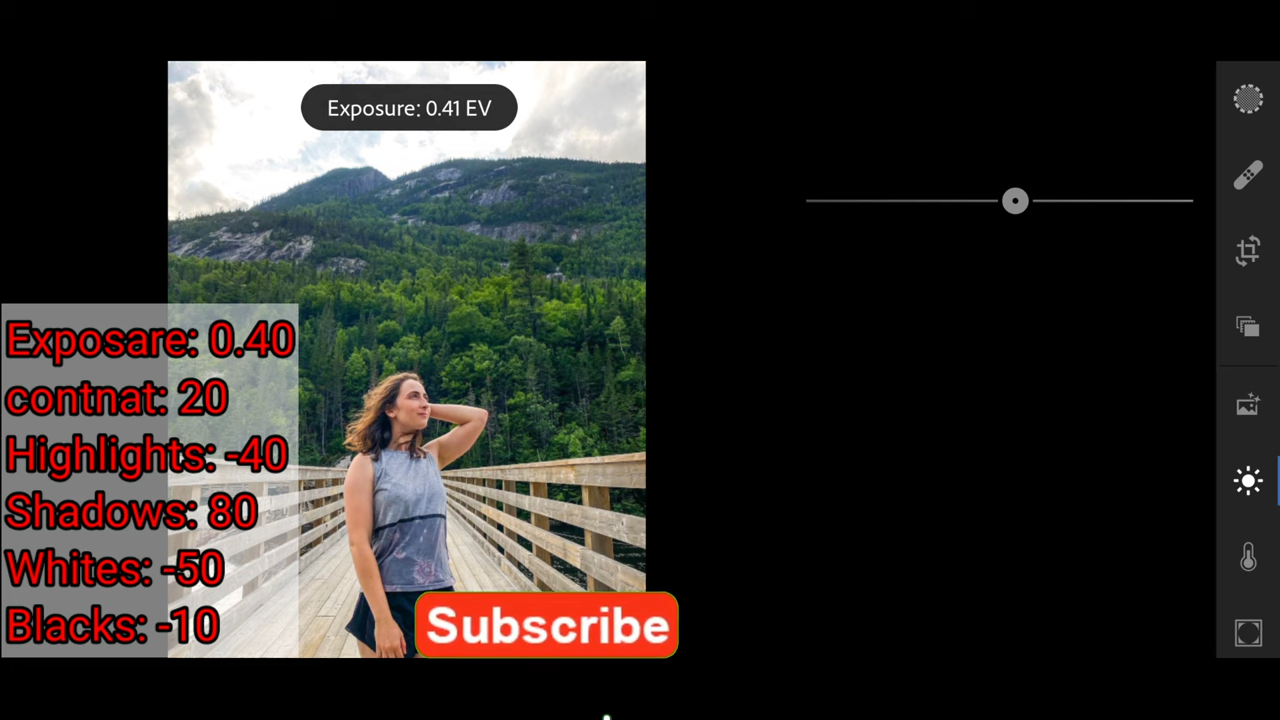 Exposure: 0.41 EV
Exposare: 0.40
contnat: 20
Highlights: -40
Shadows: 80
Whites: -50
Blacks: -10
Subscribe